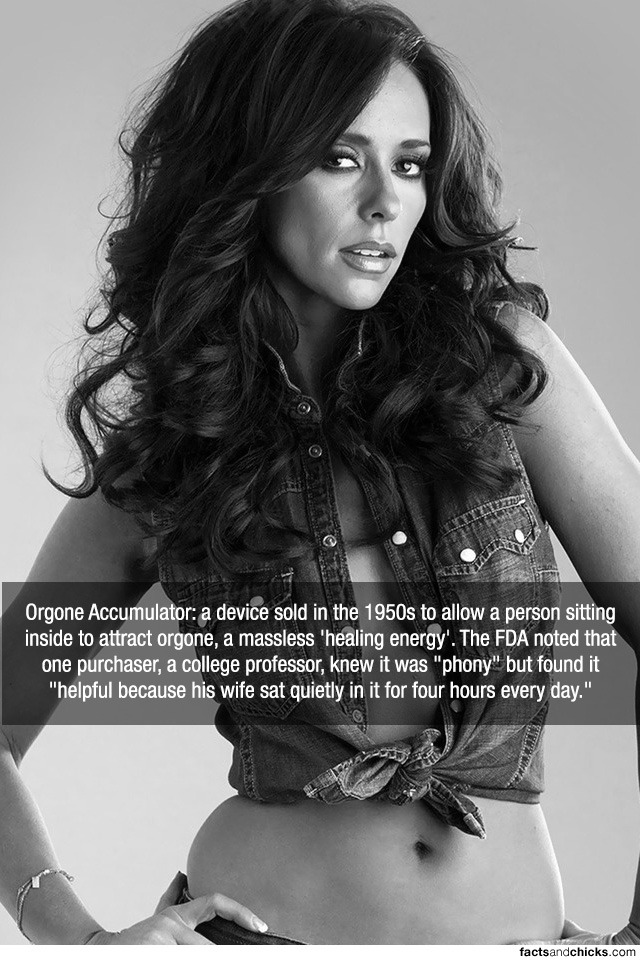 Orgone Accumulator: a device sold in the 1950s to allow a person sitting
inside to attract orgone, a massless 'healing energy'. The FDA noted that
one purchaser, a college professor, knew it was "phony" but found it
"helpful because his wife sat quietly in it for four hours every day."
factsandchicks.com